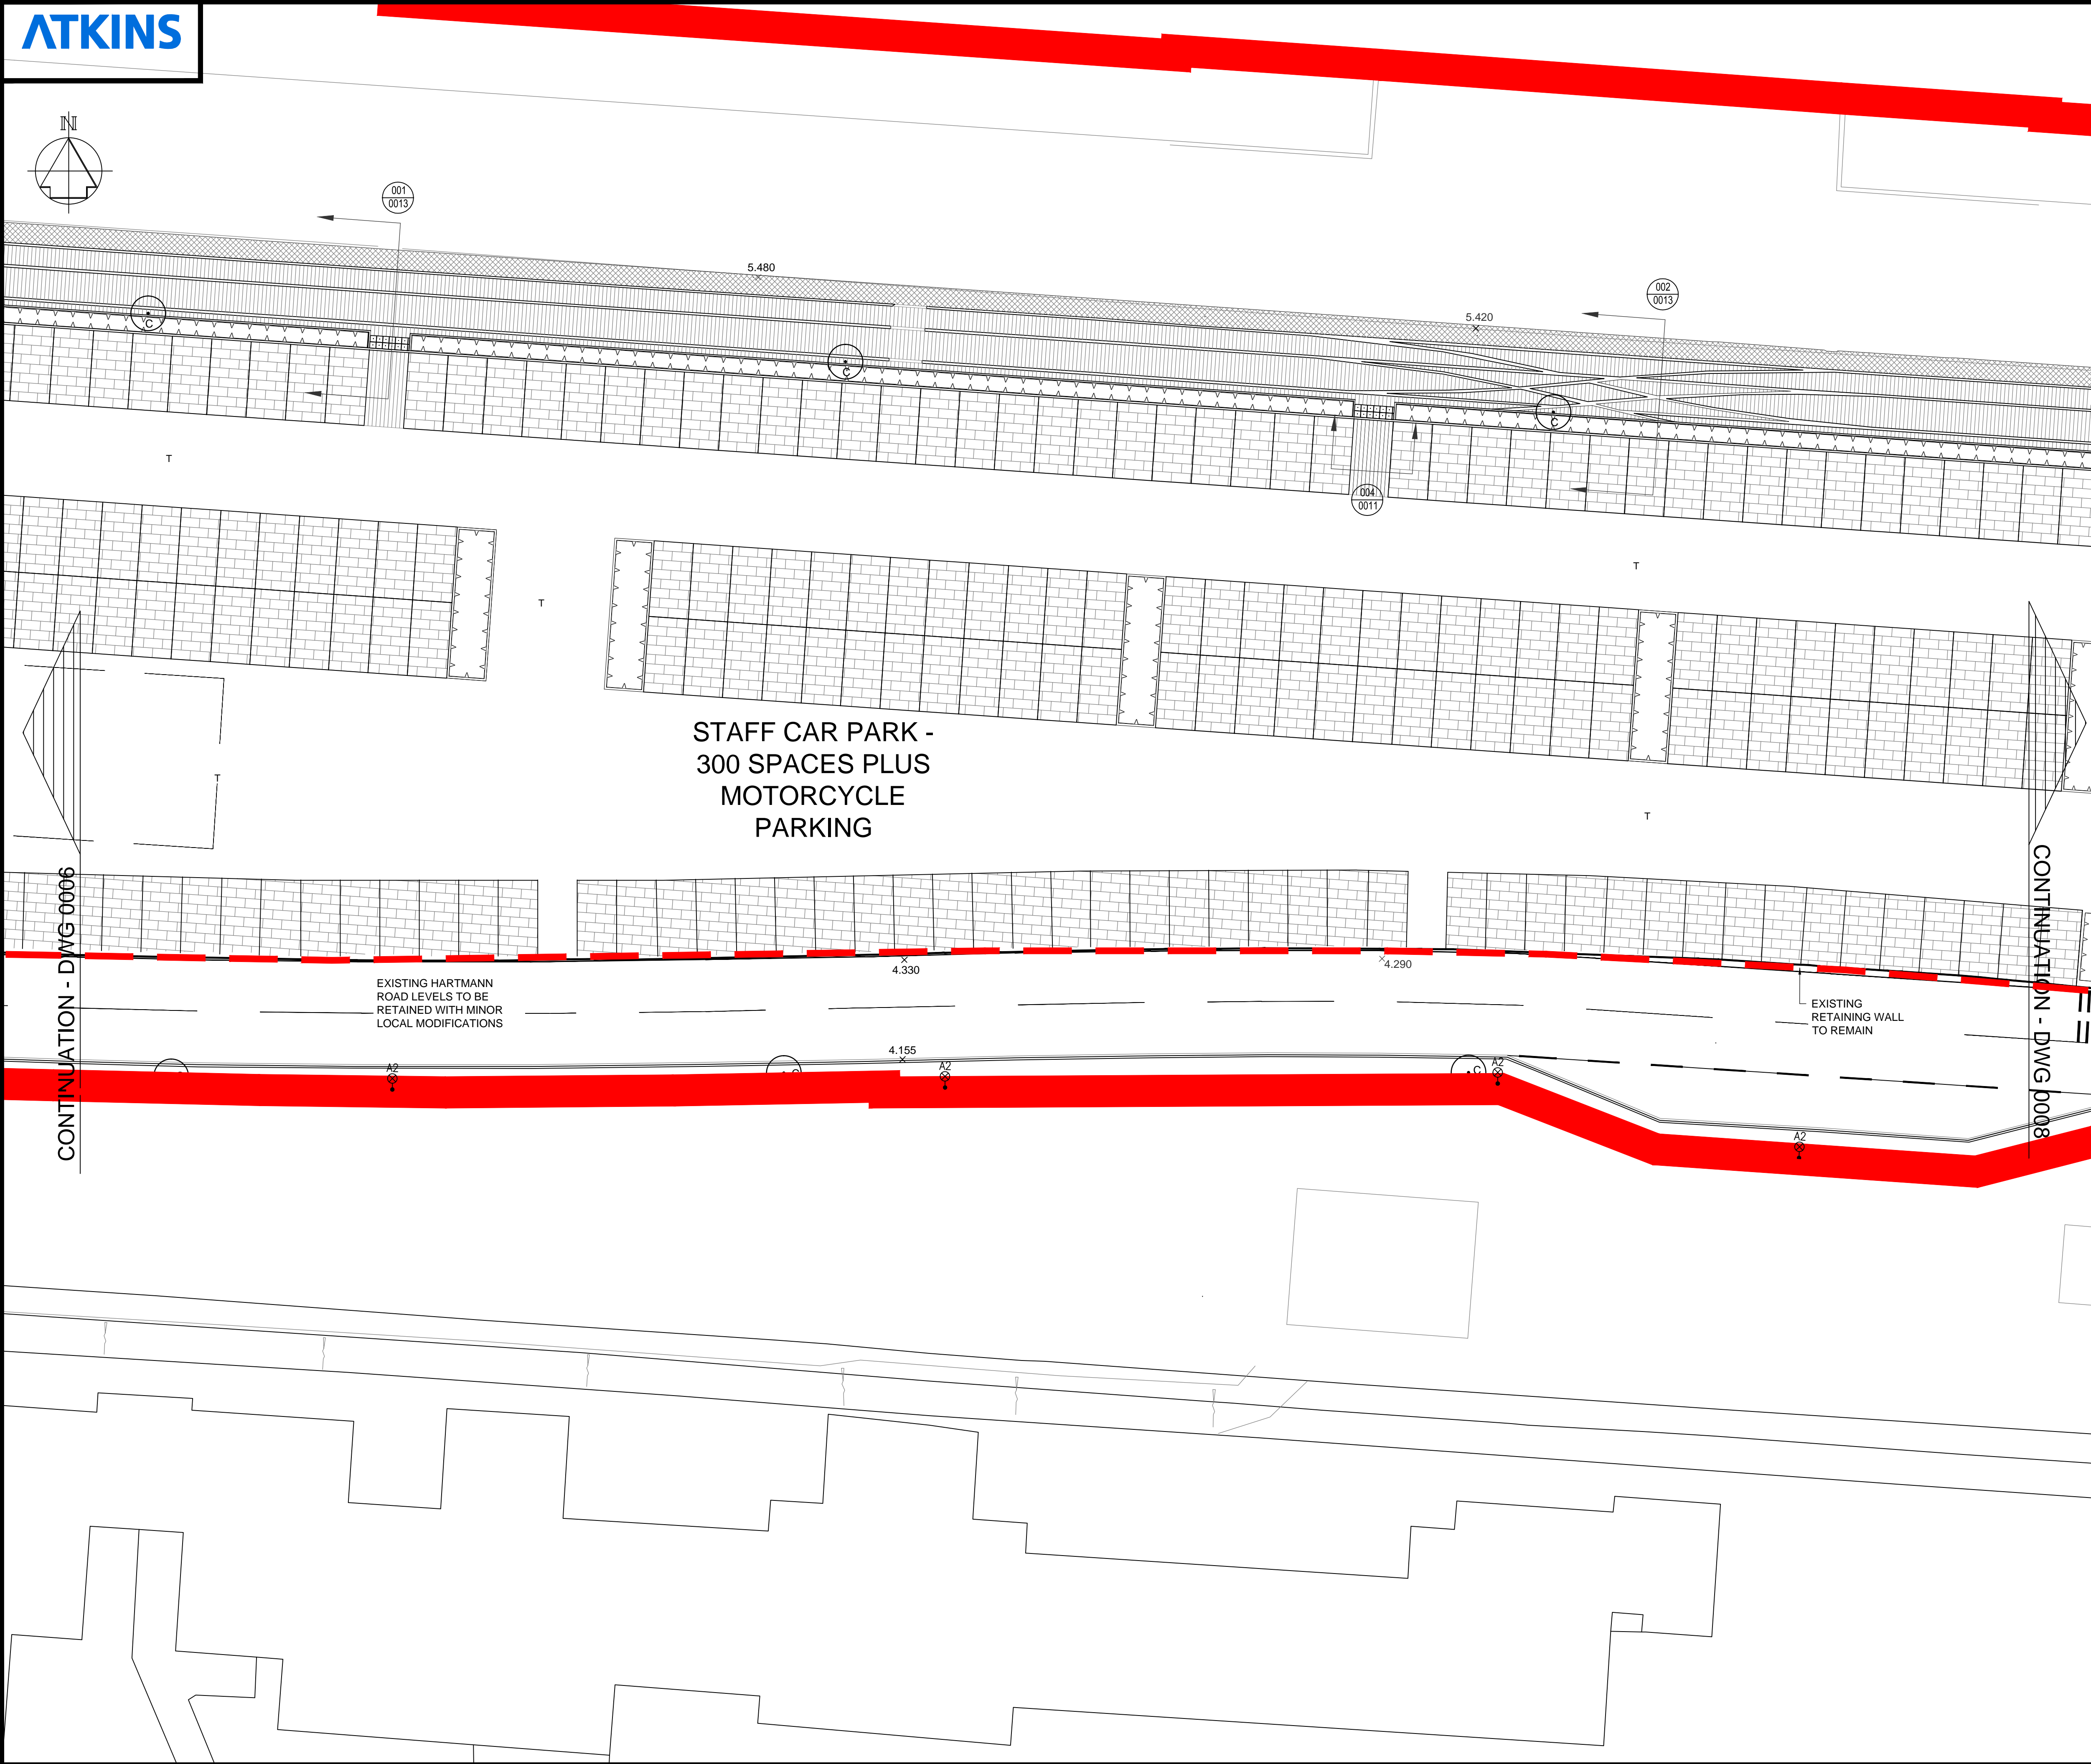 ATKINS
N
001
0013
5.480
002
0013
5.420
C
C
C
T
004
0011
T
T
STAFF CAR PARK -
300 SPACES PLUS
MOTORCYCLE
PARKING
T
T
CONTINUATION - DWG 0006
CONTINUATION - DWG 0008
4.330
4.290
EXISTING HARTMANN
ROAD LEVELS TO BE
RETAINED WITH MINOR
LOCAL MODIFICATIONS
EXISTING
RETAINING WALL
TO REMAIN
4.155
A2
A2
C
C
A2
A2